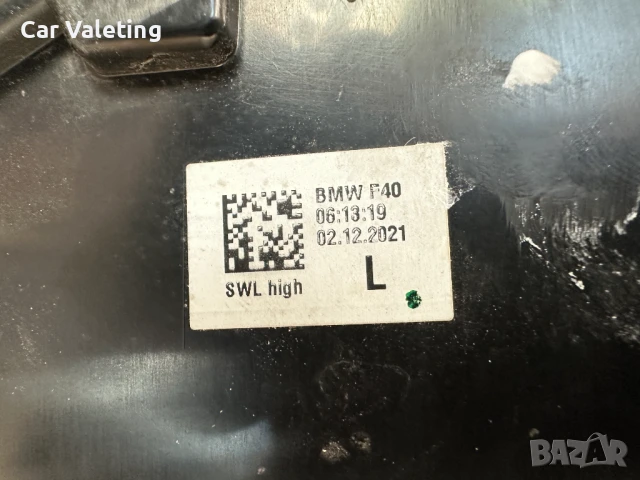 Car Valeting
BMW F40
06:13:19
02.12.2021
SWL high
L
BAZAR